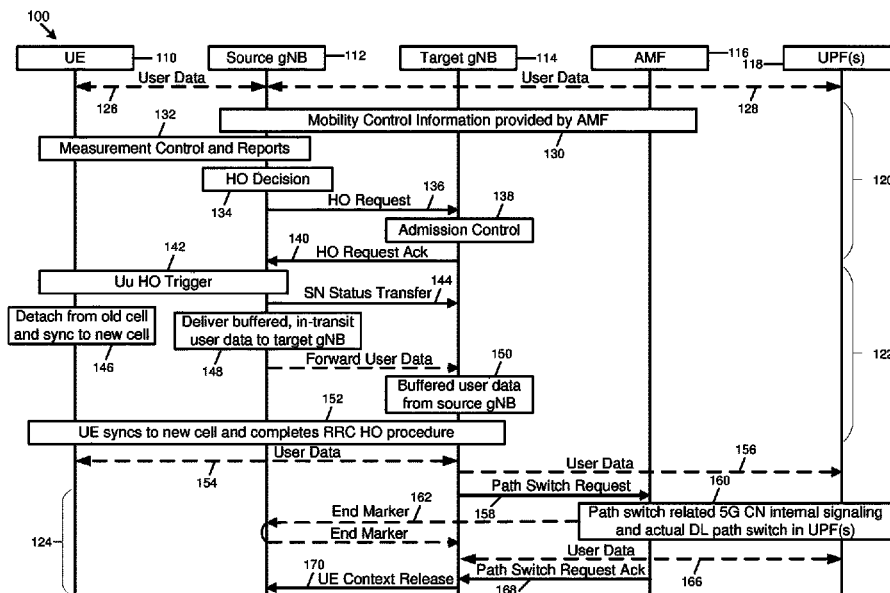 100
UE
110
Source gNB
112
Target gNB
114
AMF
116
118
UPF(s)
User Data
User Data
126
128
132
Mobility Control Information provided by AMF
130
Measurement Control and Reports
120
HO Decision
134
HO Request
136
138
Admission Control
140
HO Request Ack
142
Uu HO Trigger
144
SN Status Transfer
Detach from old cell
and sync to new cell
146
Deliver buffered, in-transit
user data to target gNB
148
122
Forward User Data
150
Buffered user data
from source gNB
152
UE syncs to new cell and completes RRC HO procedure
User Data
154
User Data
156
Path Switch Request
158
160
Path switch related 5G CN internal signaling
and actual DL path switch in UPF(s)
162
End Marker
End Marker
124
User Data
166
170
UE Context Release
Path Switch Request Ack
168